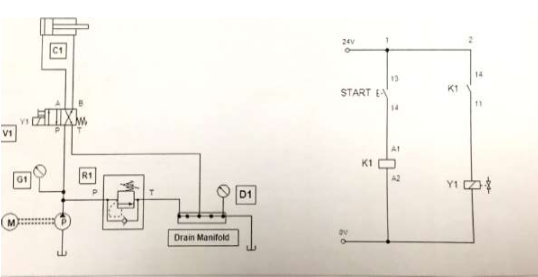 C1
A B
Y1
P T
V1
G1
R1
P T
D1
M
P
Drain Manifold
24V
1
2
START
13
14
K1
14
11
K1
A1
A2
Y1
0V